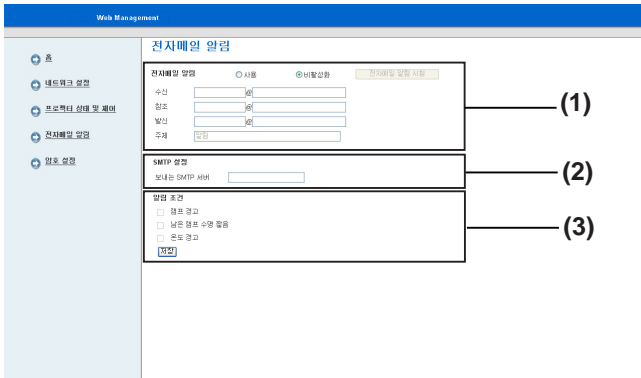 Web Management
전자메일 알림
홈
네트워크 설정
프로젝터 상태 및 제어
전자메일 알림
암호 설정
전자메일 알림 사용 비활성화 전자메일 알림 시험
수신 @
참조 @
발신 @
주제 알림
(1)
SMTP 설정
보내는 SMTP 서버
(2)
알림 조건
램프 경고
남은 램프 수명 짧음
온도 경고
저장
(3)